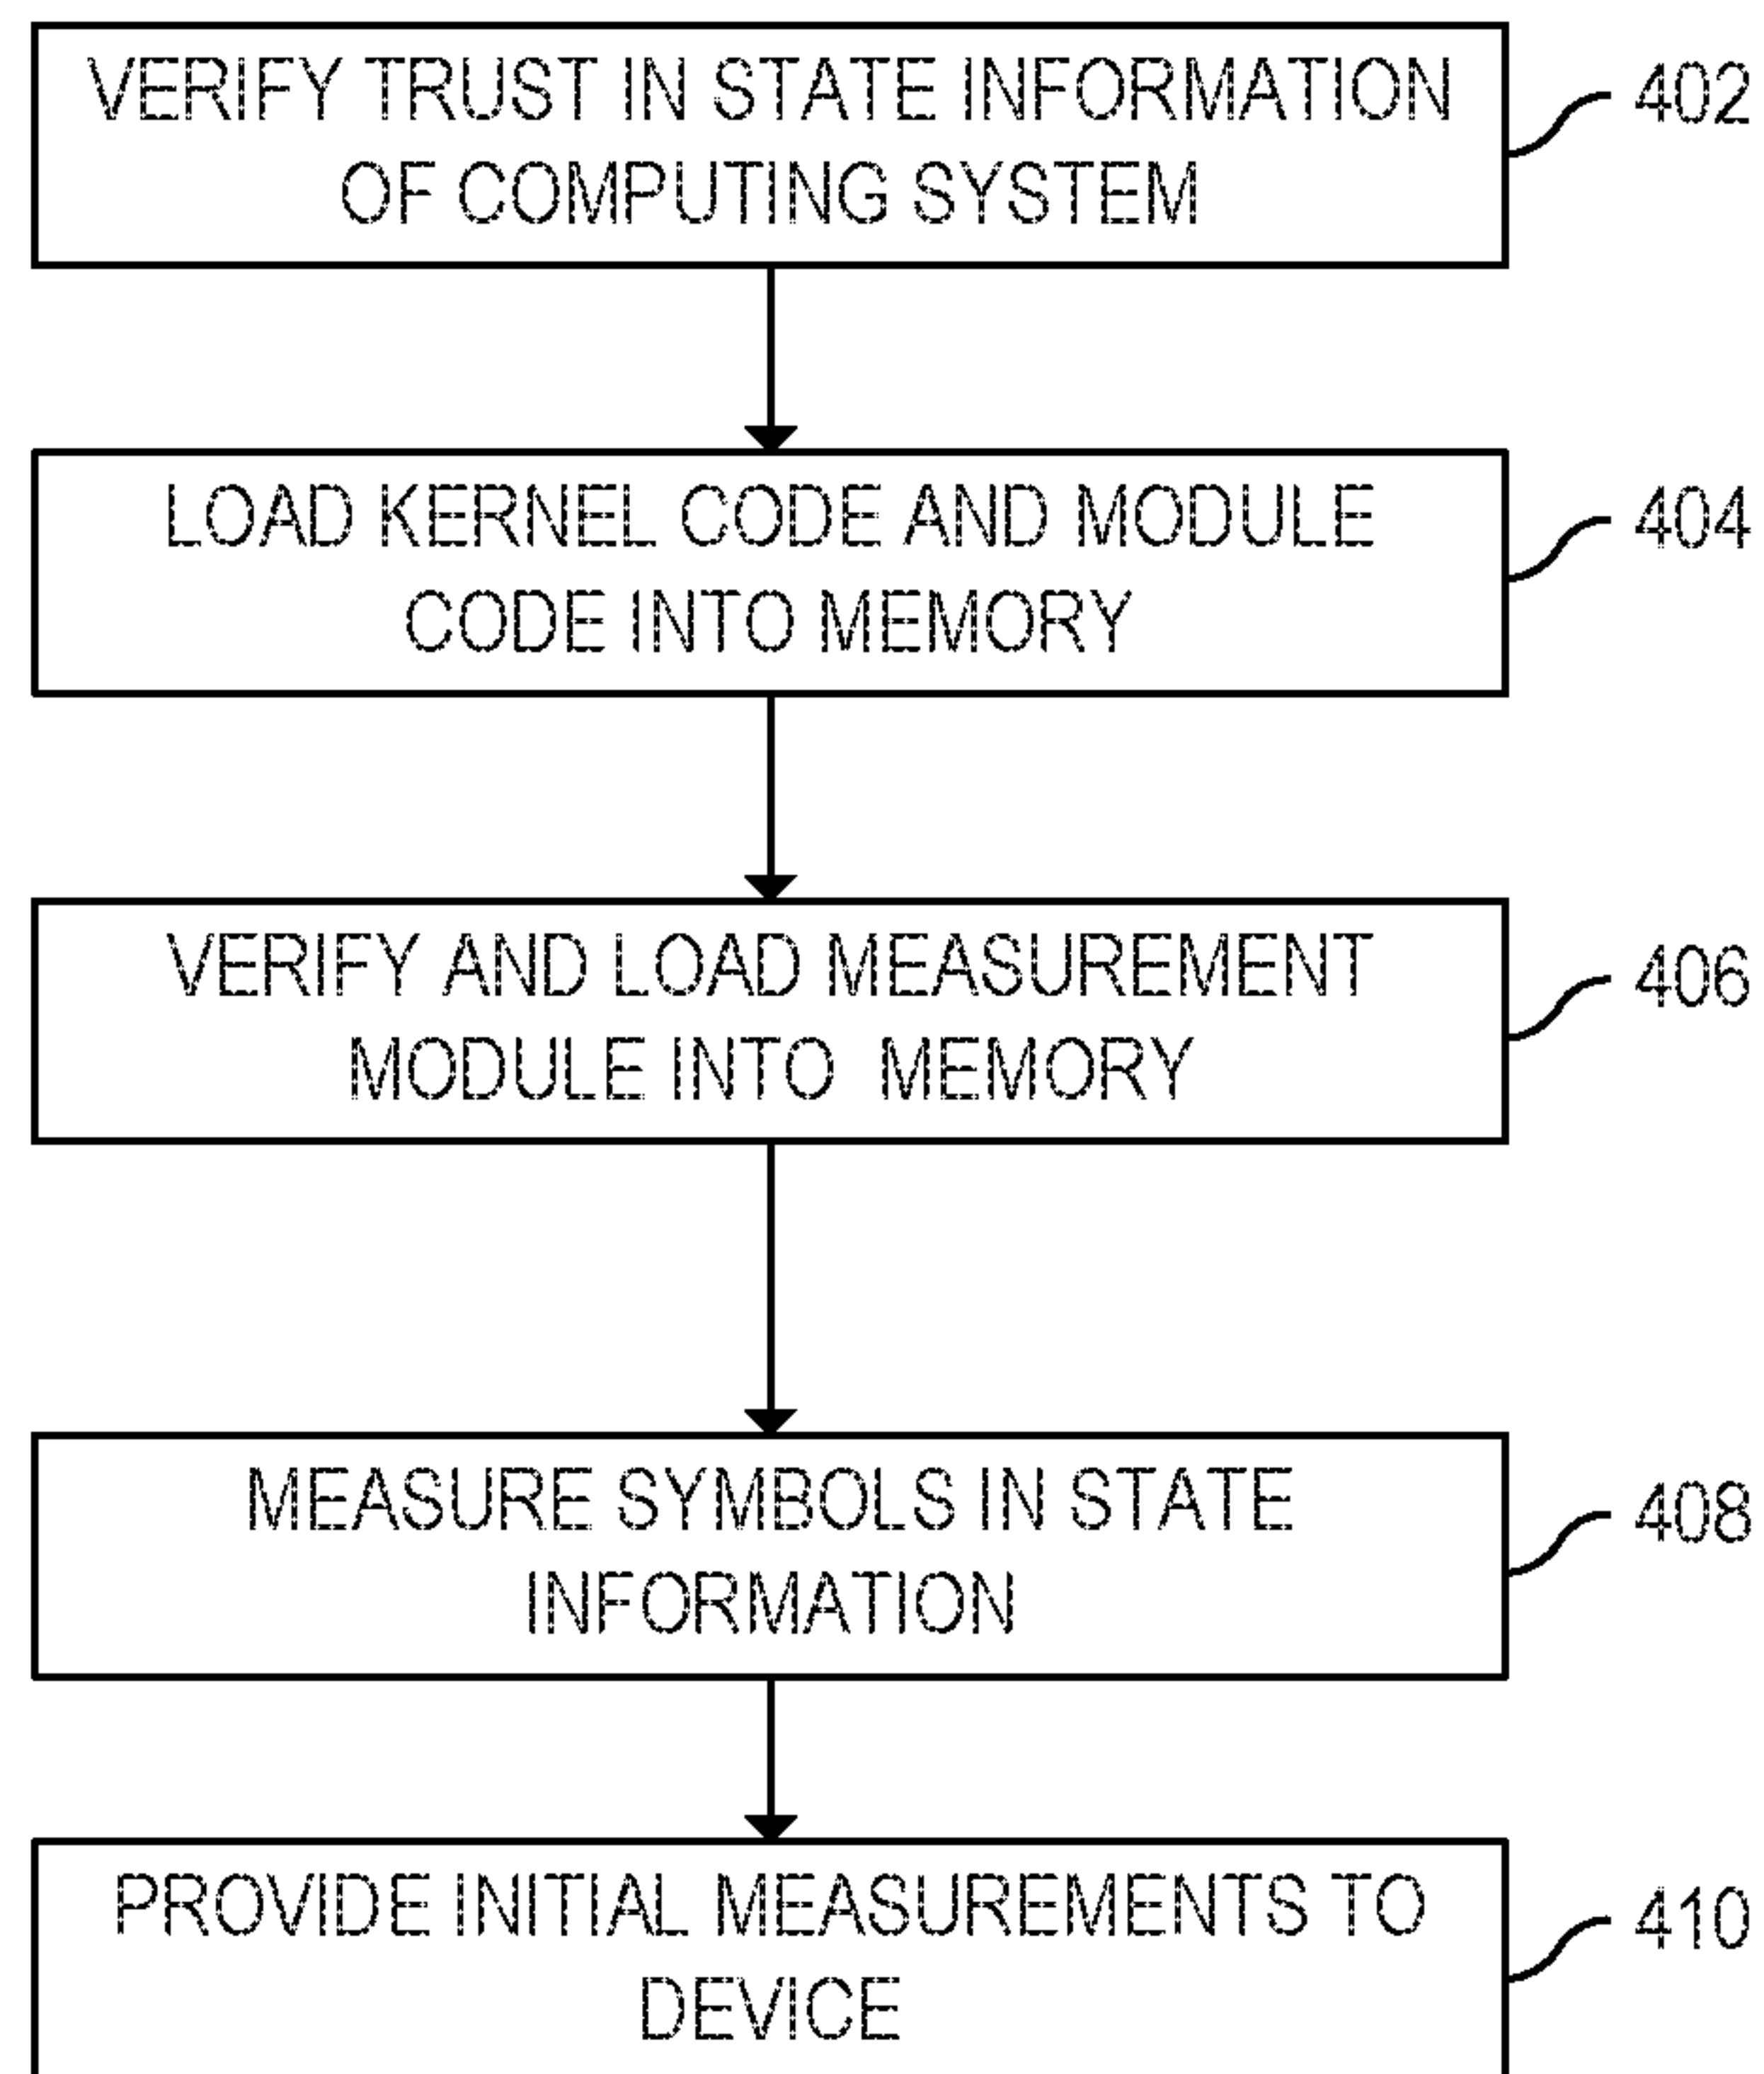 VERIFY TRUST IN STATE INFORMATION
OF COMPUTING SYSTEM
402
LOAD KERNEL CODE AND MODULE
CODE INTO MEMORY
404
VERIFY AND LOAD MEASUREMENT
MODULE INTO MEMORY
406
MEASURE SYMBOLS IN STATE
INFORMATION
408
PROVIDE INITIAL MEASUREMENTS TO
DEVICE
410